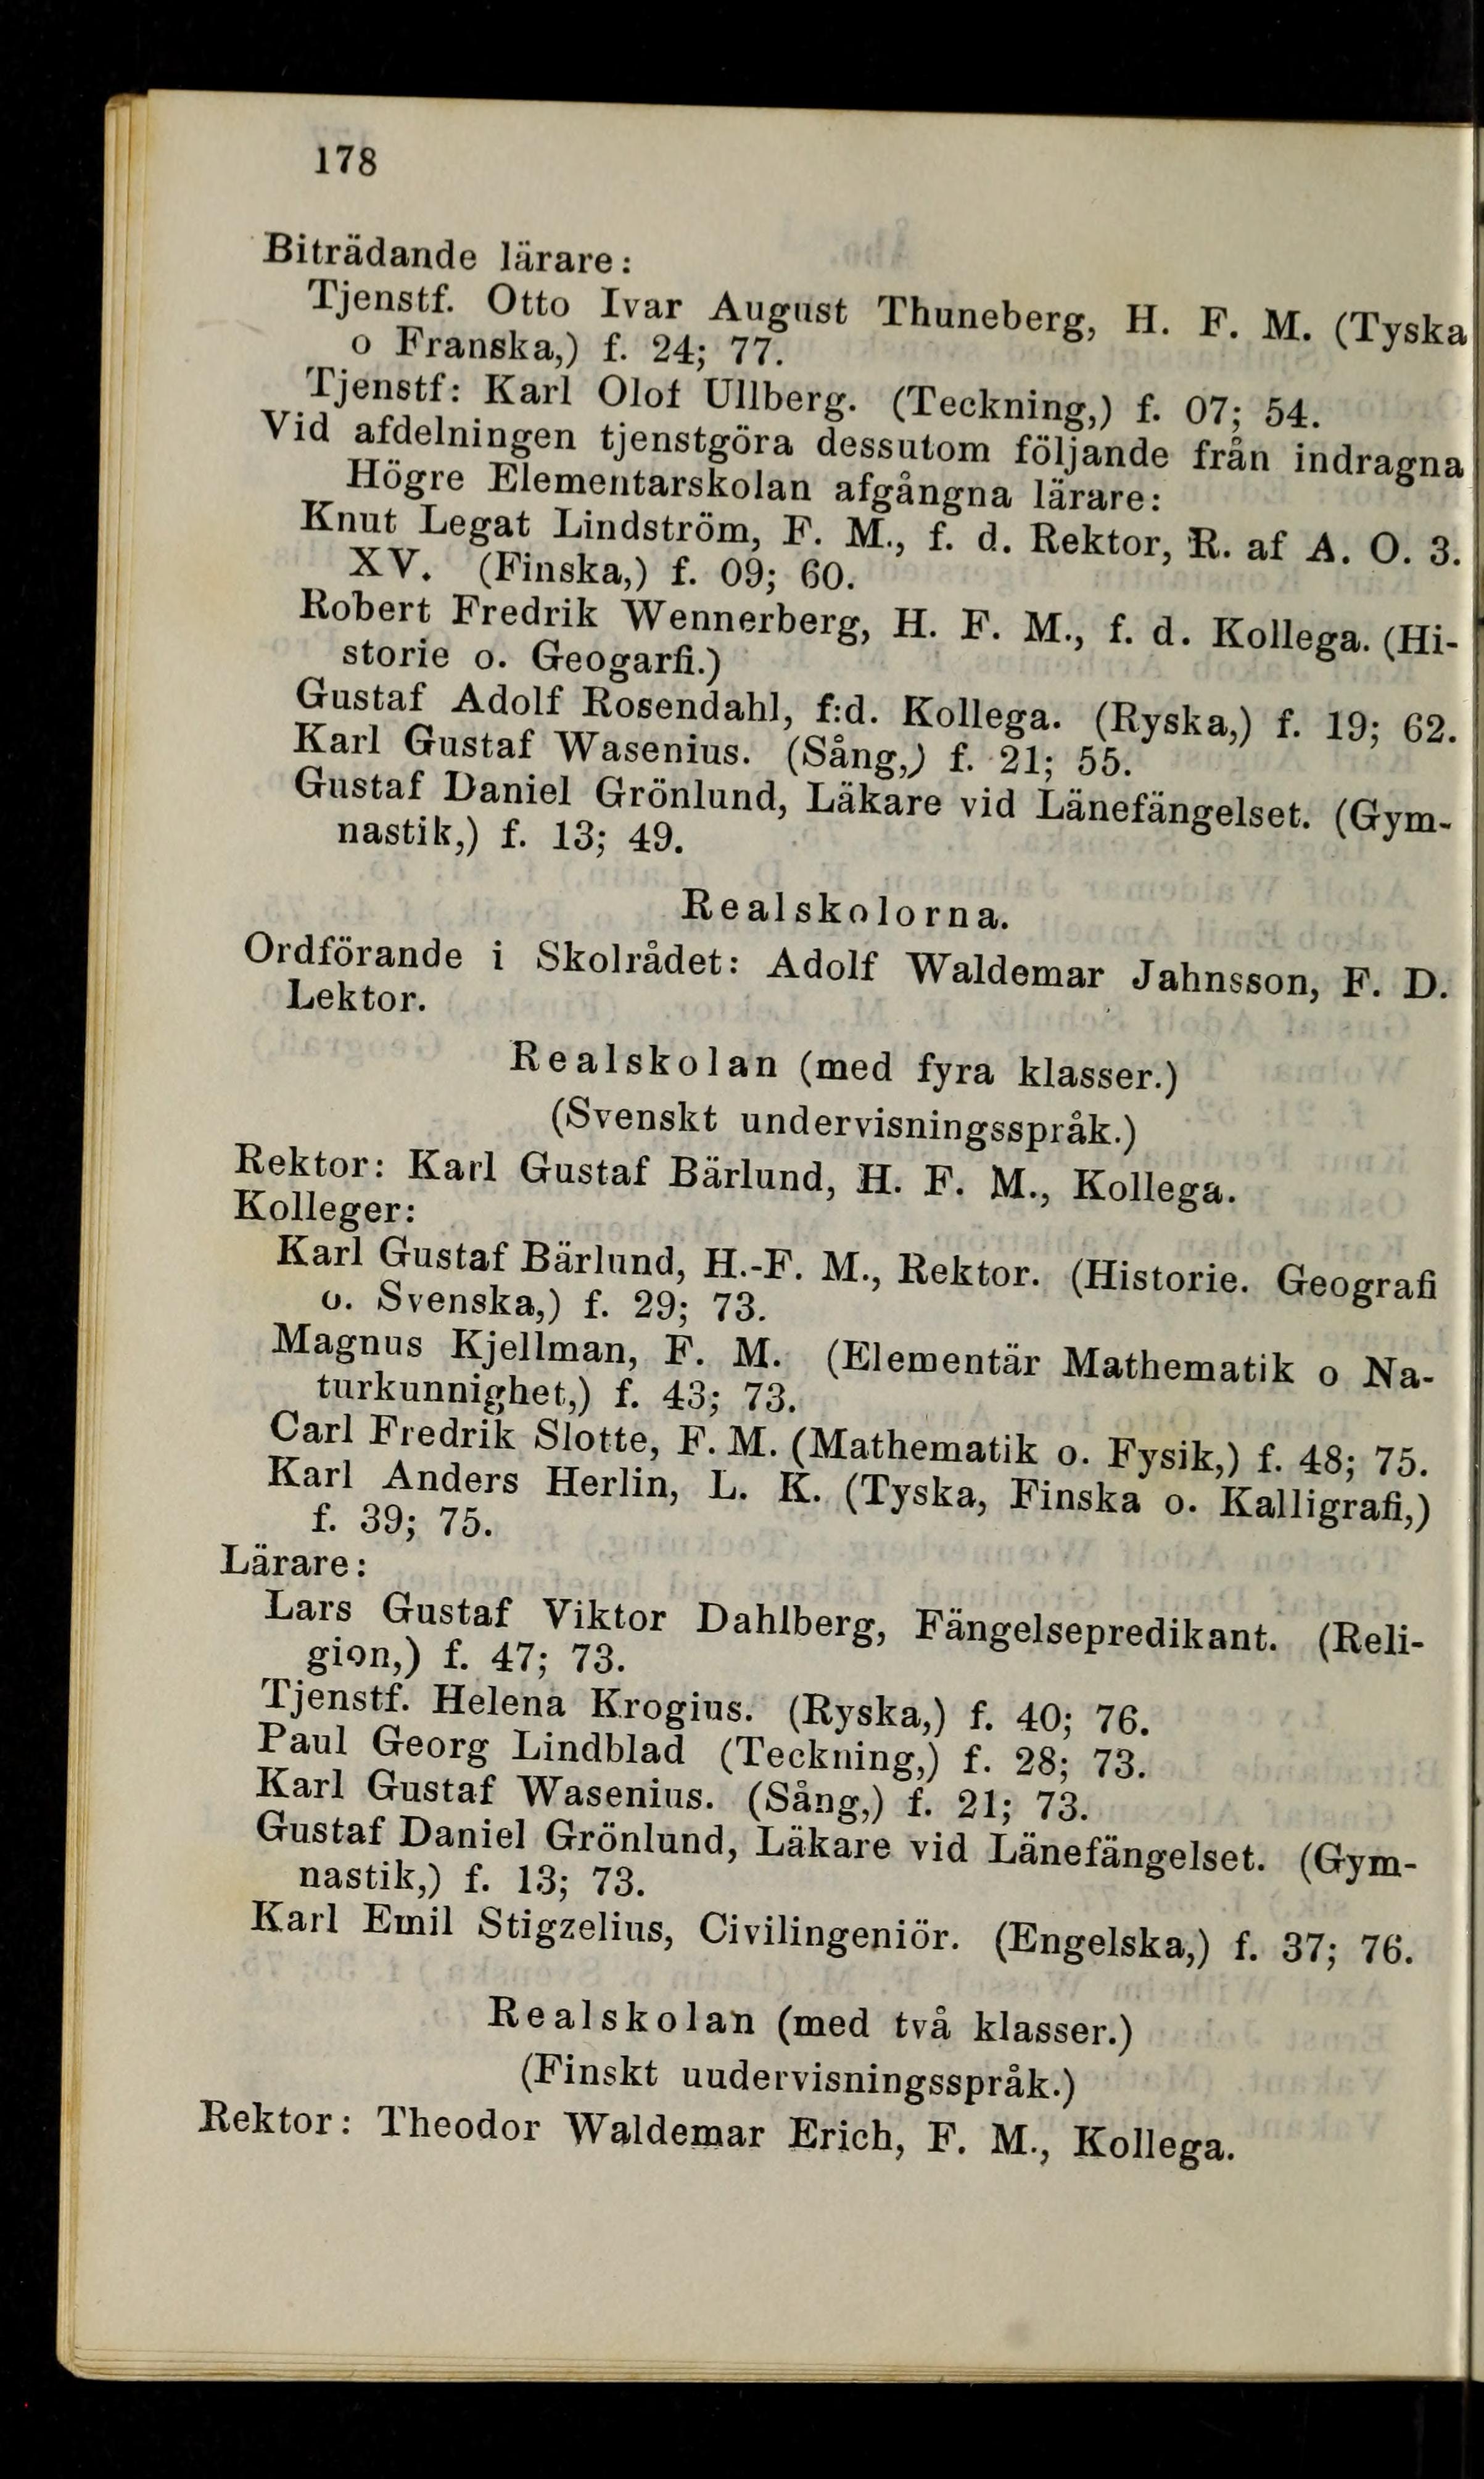 178
Biträdande lärare:
Tjenstf. Otto Ivar August Thuneberg, H. F. M. (Tyska
o Franska,) f. 24; 77.
Tjenstf: Karl Olof Ullberg. (Teckning,) f. 07; 54.
Vid afdelningen tjenstgöra dessutom följande från indragna
Högre Elementarskolan afgångna lärare:
Knut Legat Lindström, F. M., f. d. Rektor, R. af A. O. 3.
XV. (Finska,) f. 09; 60.
Robert Fredrik Wennerberg, H. F. M., f. d. Kollega. (Hi-
storie o. Geogarfi.)
Gustaf Adolf Rosendahl, f:d. Kollega. (Ryska,) f. 19; 62.
Karl Gustaf Wasenius. (Sång,) f. 21; 55.
Gustaf Daniel Grönlund, Läkare vid Länefängelset. (Gym-
nastik,) f. 13; 49.
Realskolorna.
Ordförande i Skolrådet: Adolf Waldemar Jahnsson, F. D.
Lektor.
Realskolan (med fyra klasser.)
(Svenskt undervisningsspråk.)
Rektor: Karl Gustaf Bärlund, H. F. M., Kollega.
Kolleger:
Karl Gustaf Bärlund, H.-F. M., Rektor. (Historie. Geografi
o. Svenska,) f. 29; 73.
Magnus Kjellman, F. M. (Elementär Mathematik o Na-
turkunnighet,) f. 43; 73.
Carl Fredrik Slotte, F. M. (Mathematik o. Fysik,) f. 48; 75.
Karl Anders Herlin, L. K. (Tyska, Finska o. Kalligrafi,)
f. 39; 75.
Lärare:
Lars Gustaf Viktor Dahlberg, Fängelsepredikant. (Reli-
gion,) f. 47; 73.
Tjenstf. Helena Krogius. (Ryska,) f. 40; 76.
Paul Georg Lindblad (Teckning,) f. 28; 73.
Karl Gustaf Wasenius. (Sång,) f. 21; 73.
Gustaf Daniel Grönlund, Läkare vid Länefängelset. (Gym-
nastik,) f. 13; 73.
Karl Emil Stigzelius, Civilingeniör. (Engelska,) f. 37; 76.
Realskolan (med två klasser.)
(Finskt uudervisningsspråk.)
Rektor: Theodor Waldemar Erich, F. M., Kollega.